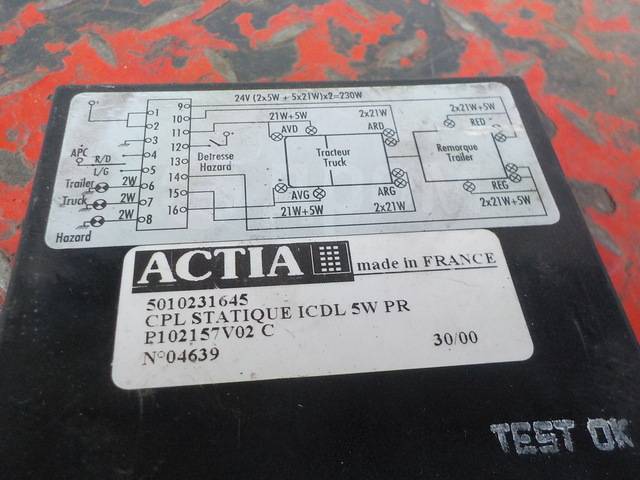 24V (2x5W + 5x21W)x2=230W
1 9
2 10
3 11
4 12
5 13
6 14
7 15
8 16
APC
R/D
L/G
Trailer 2W
Truck 2W
2W
Hazard
Detresse
Hazard
21W+5W
2x21W
AVD
ARD
Tracteur
Truck
AVG
ARG
21W+5W
2x21W
2x21W+5W
RED
Remorque
Trailer
REG
2x21W+5W
ACTIA made in FRANCE
5010231645
CPL STATIQUE ICDL 5W PR
P102157V02 C
N°04639
30/00
TEST OK